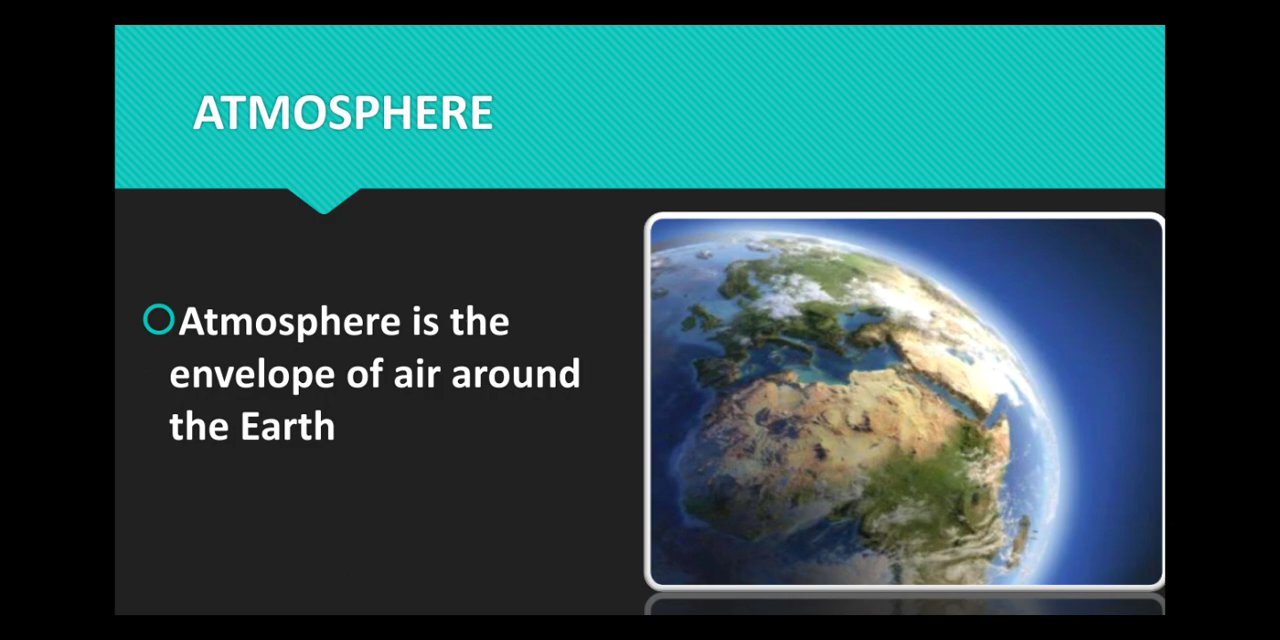 ATMOSPHERE
Atmosphere is the
envelope of air around
the Earth